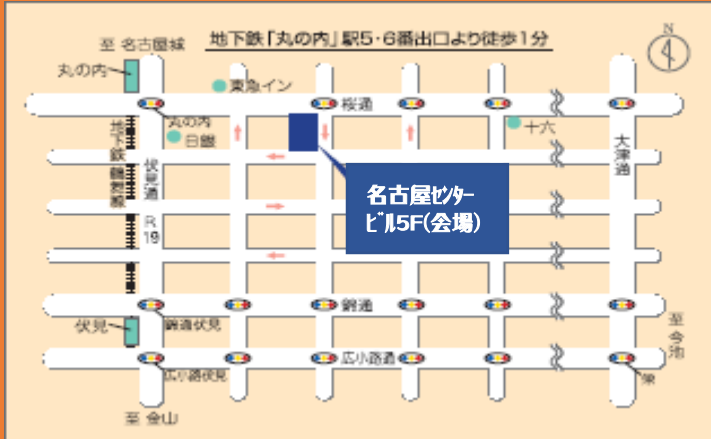 地下鉄「丸の内」駅5・6番出口より徒歩1分
N
至 名古屋城
丸の内
東急イン
桜通
丸の内
日銀
十六
地下鉄 鶴舞線
伏見通 R19
大津通
名古屋センター
ビル5F(会場)
錦通
錦通伏見
伏見
広小路通
広小路伏見
栄
至 今池
至 金山